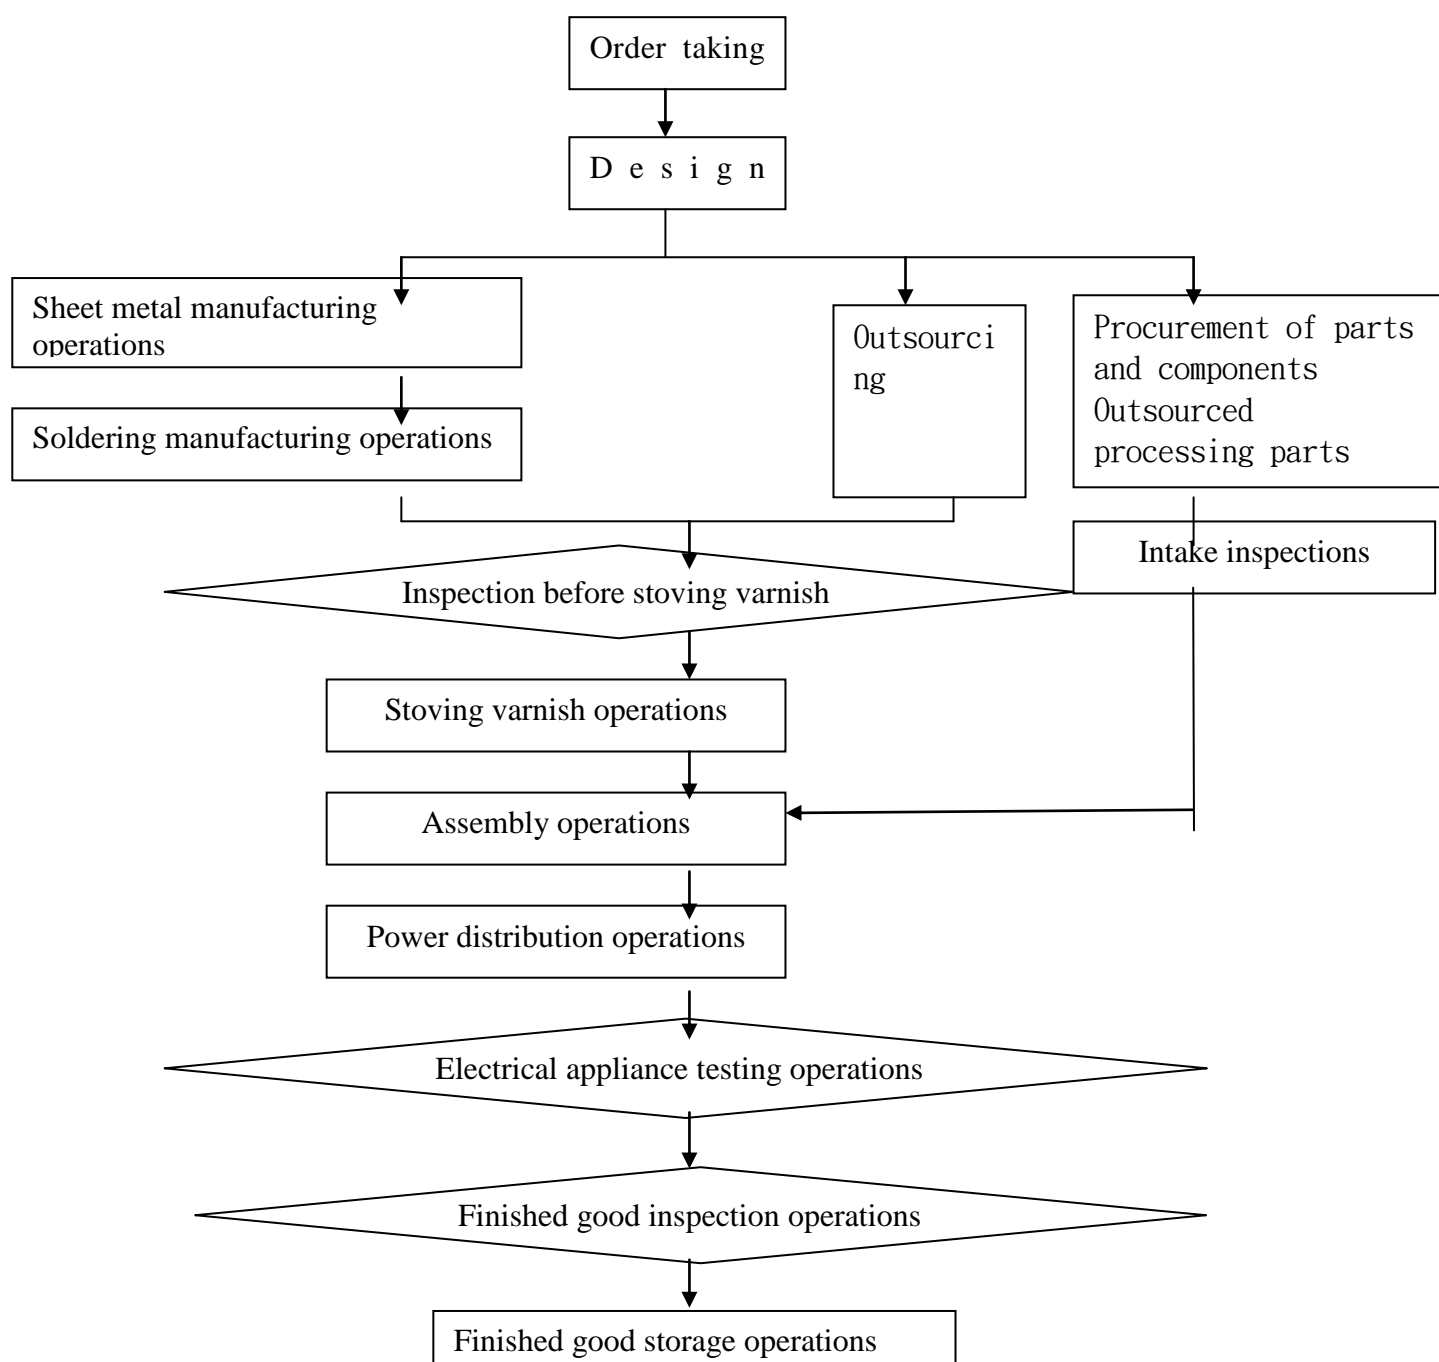 Order taking
D e s i g n
Sheet metal manufacturing
operations
Outsourci
ng
Procurement of parts
and components
Outsourced
processing parts
Soldering manufacturing operations
Intake inspections
Inspection before stoving varnish
Stoving varnish operations
Assembly operations
Power distribution operations
Electrical appliance testing operations
Finished good inspection operations
Finished good storage operations